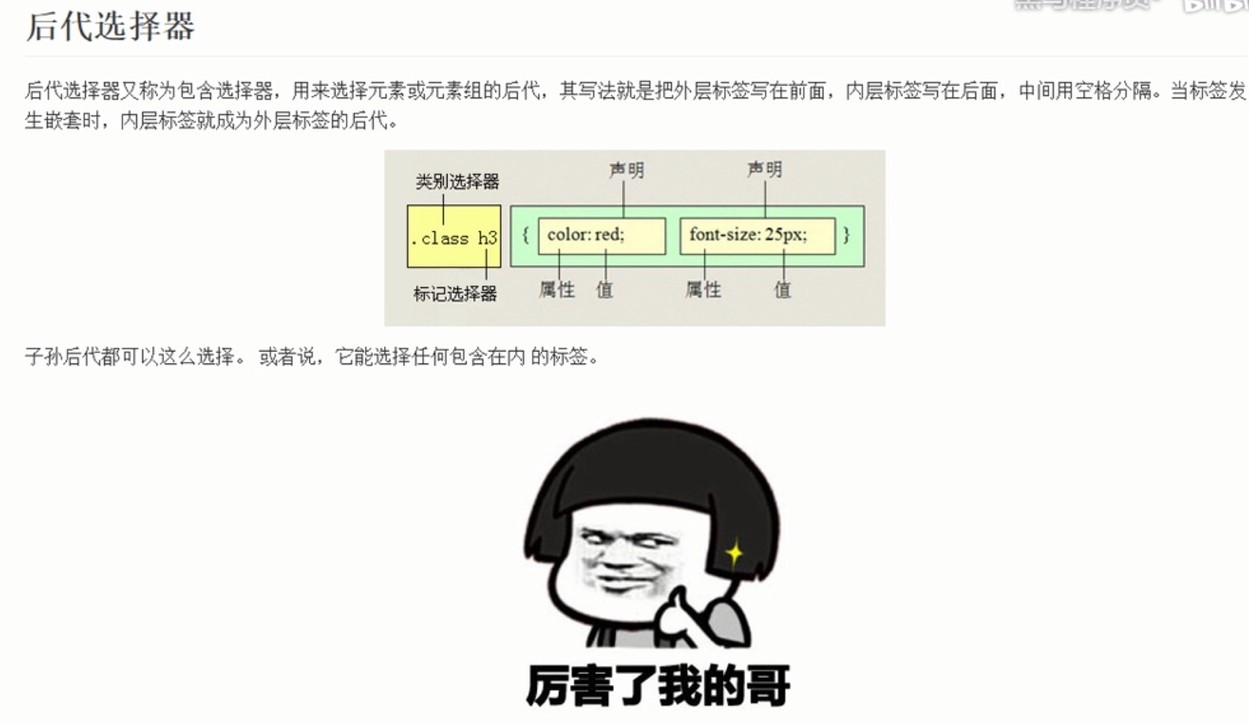 后代选择器
后代选择器又称为包含选择器，用来选择元素或元素组的后代，其写法就是把外层标签写在前面，内层标签写在后面，中间用空格分隔。当标签发
生嵌套时，内层标签就成为外层标签的后代。
类别选择器
声明
声明
.class h3
{ color: red; font-size: 25px; }
标记选择器
属性 值
属性 值
子孙后代都可以这么选择。 或者说，它能选择任何包含在内 的标签。
厉害了我的哥